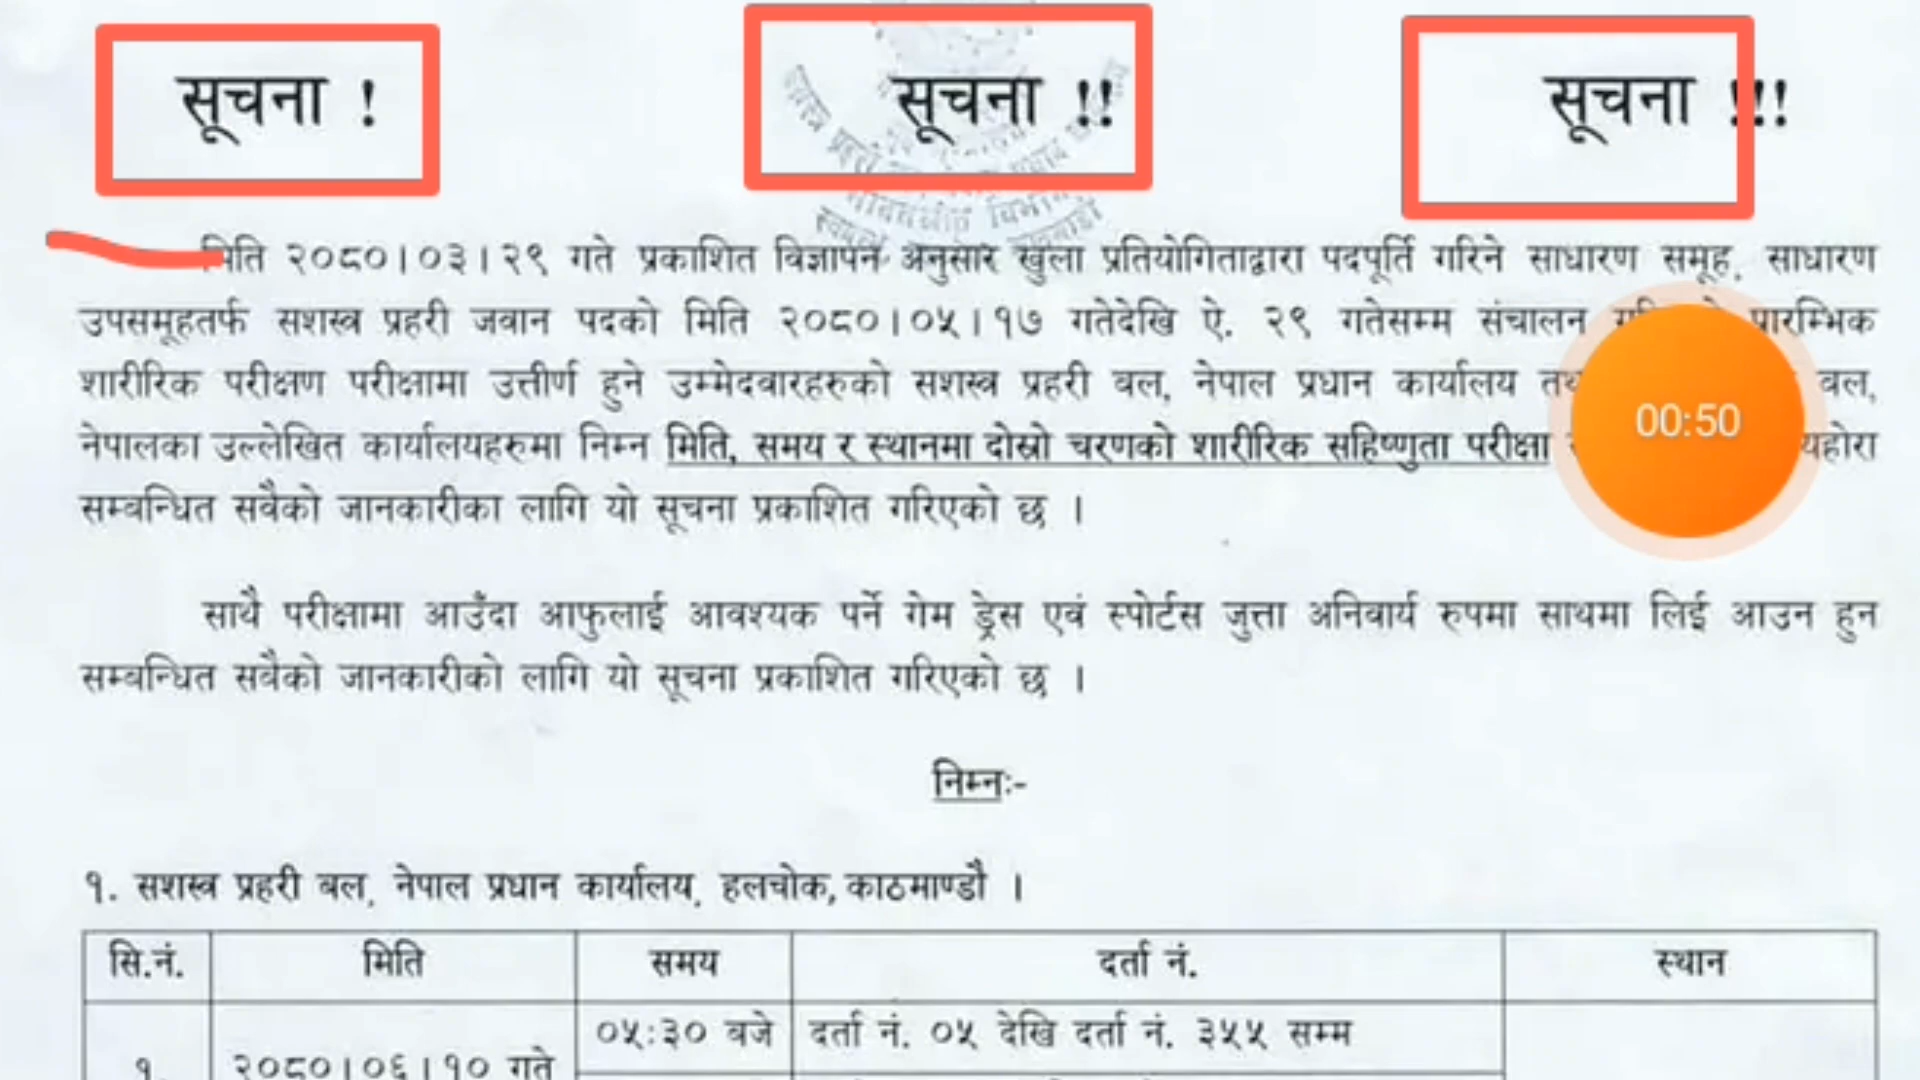 सूचना ! सूचना !! सूचना !!!
मिति २०८०।०३।२९ गते प्रकाशित विज्ञापन अनुसार खुला प्रतियोगिताद्वारा पदपूर्ति गरिने साधारण समूह, साधारण
उपसमूहतर्फ सशस्त्र प्रहरी जवान पदको मिति २०८०।०५।१७ गतेदेखि ऐ. २९ गतेसम्म संचालन प्रारम्भिक
शारीरिक परीक्षण परीक्षामा उत्तीर्ण हुने उम्मेदवारहरुको सशस्त्र प्रहरी बल, नेपाल प्रधान कार्यालय बल,
नेपालका उल्लेखित कार्यालयहरुमा निम्न मिति, समय र स्थानमा दोस्रो चरणको शारीरिक सहिष्णुता परीक्षा
सम्बन्धित सबैको जानकारीका लागि यो सूचना प्रकाशित गरिएको छ ।
00:50
साथै परीक्षामा आउँदा आफुलाई आवश्यक पर्ने गेम ड्रेस एवं स्पोर्टस जुत्ता अनिवार्य रुपमा साथमा लिई आउन हुन
सम्बन्धित सबैको जानकारीको लागि यो सूचना प्रकाशित गरिएको छ ।
निम्नः-
१. सशस्त्र प्रहरी बल, नेपाल प्रधान कार्यालय, हलचोक, काठमाण्डौ ।
सि.नं. मिति समय दर्ता नं. स्थान
०५:३० बजे दर्ता नं. ०५ देखि दर्ता नं. ३५५ सम्म
१. २०८०।०६।१० गते